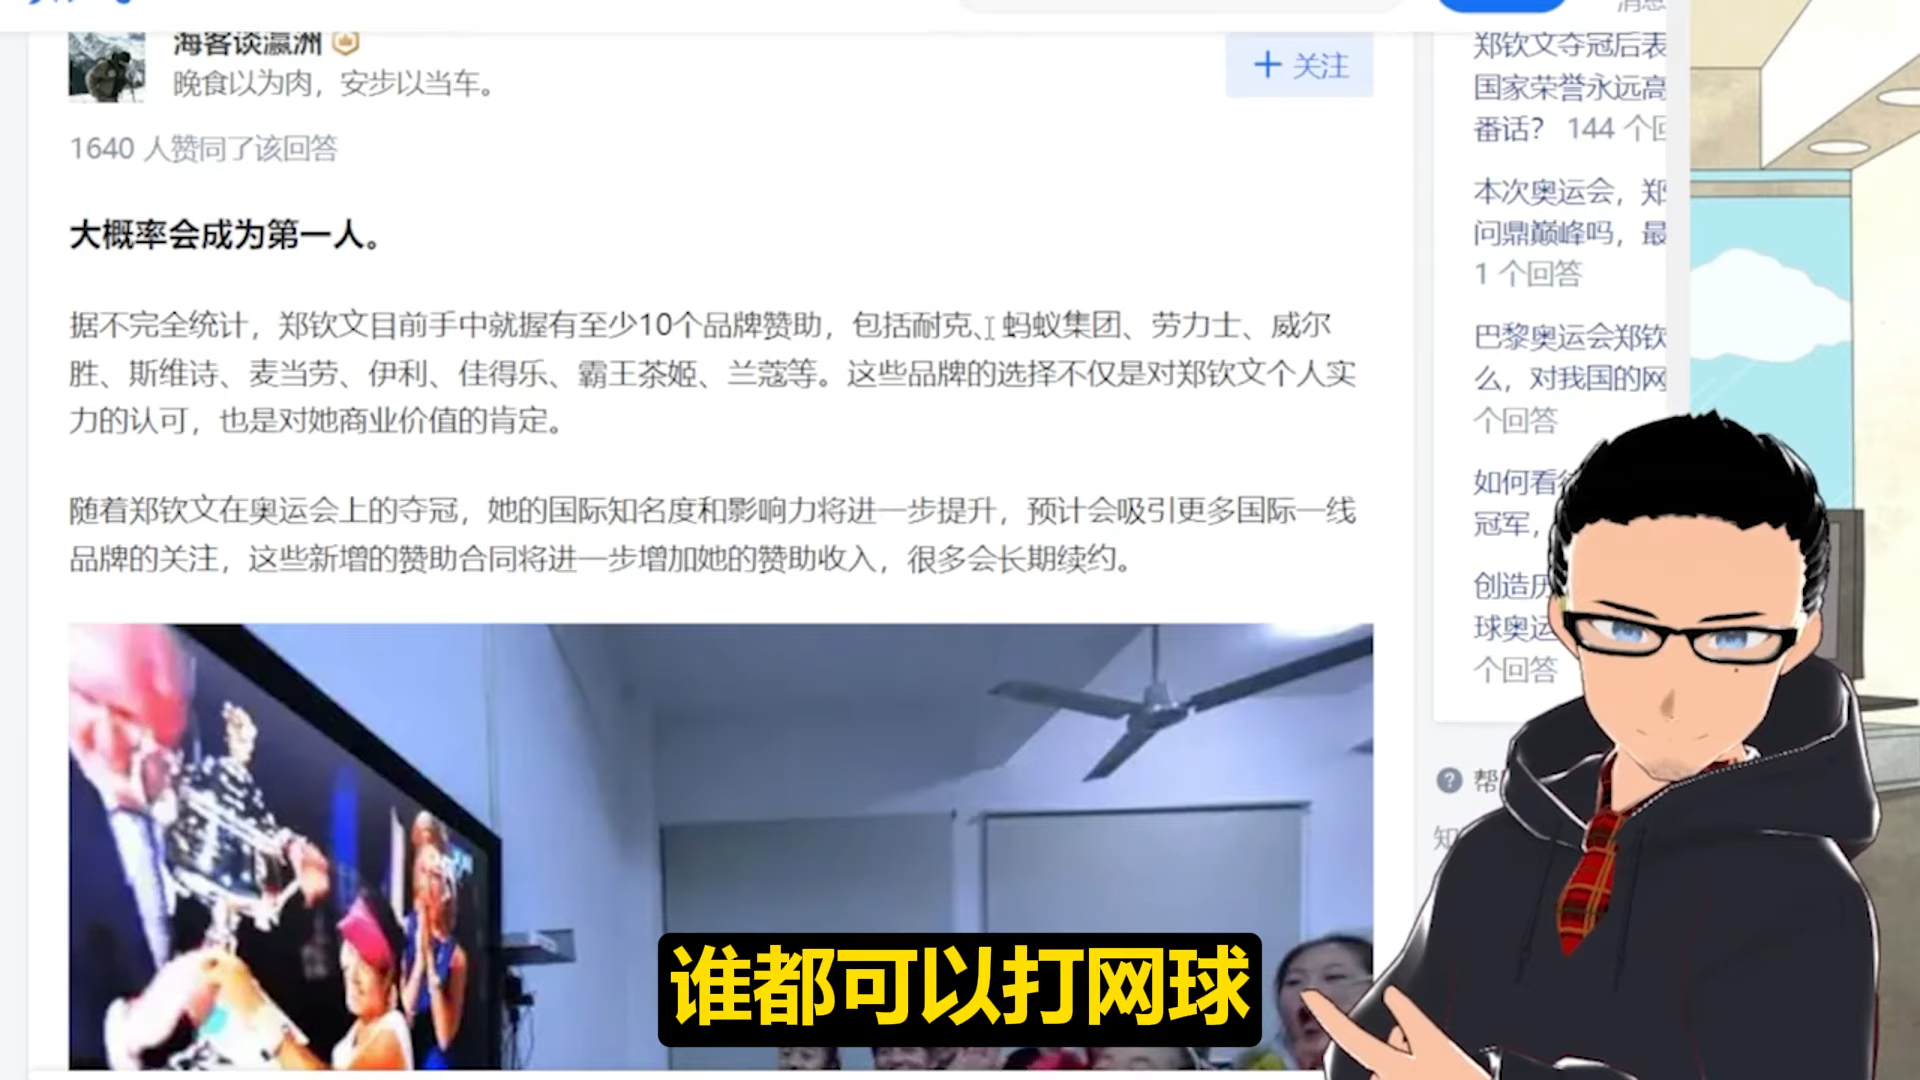 海客谈瀛洲
晚食以为肉，安步以当车。
+ 关注
1640 人赞同了该回答
大概率会成为第一人。
据不完全统计，郑钦文目前手中就握有至少10个品牌赞助，包括耐克、蚂蚁集团、劳力士、威尔
胜、斯维诗、麦当劳、伊利、佳得乐、霸王茶姬、兰蔻等。这些品牌的选择不仅是对郑钦文个人实
力的认可，也是对她商业价值的肯定。
随着郑钦文在奥运会上的夺冠，她的国际知名度和影响力将进一步提升，预计会吸引更多国际一线
品牌的关注，这些新增的赞助合同将进一步增加她的赞助收入，很多会长期续约。
谁都可以打网球
消息
郑钦文夺冠后表
国家荣誉永远高
番话？ 144 个回
本次奥运会，郑
问鼎巅峰吗，最
1 个回答
巴黎奥运会郑钦
么，对我国的网
个回答
如何看待
冠军，
创造历
球奥运
个回答
帮
知